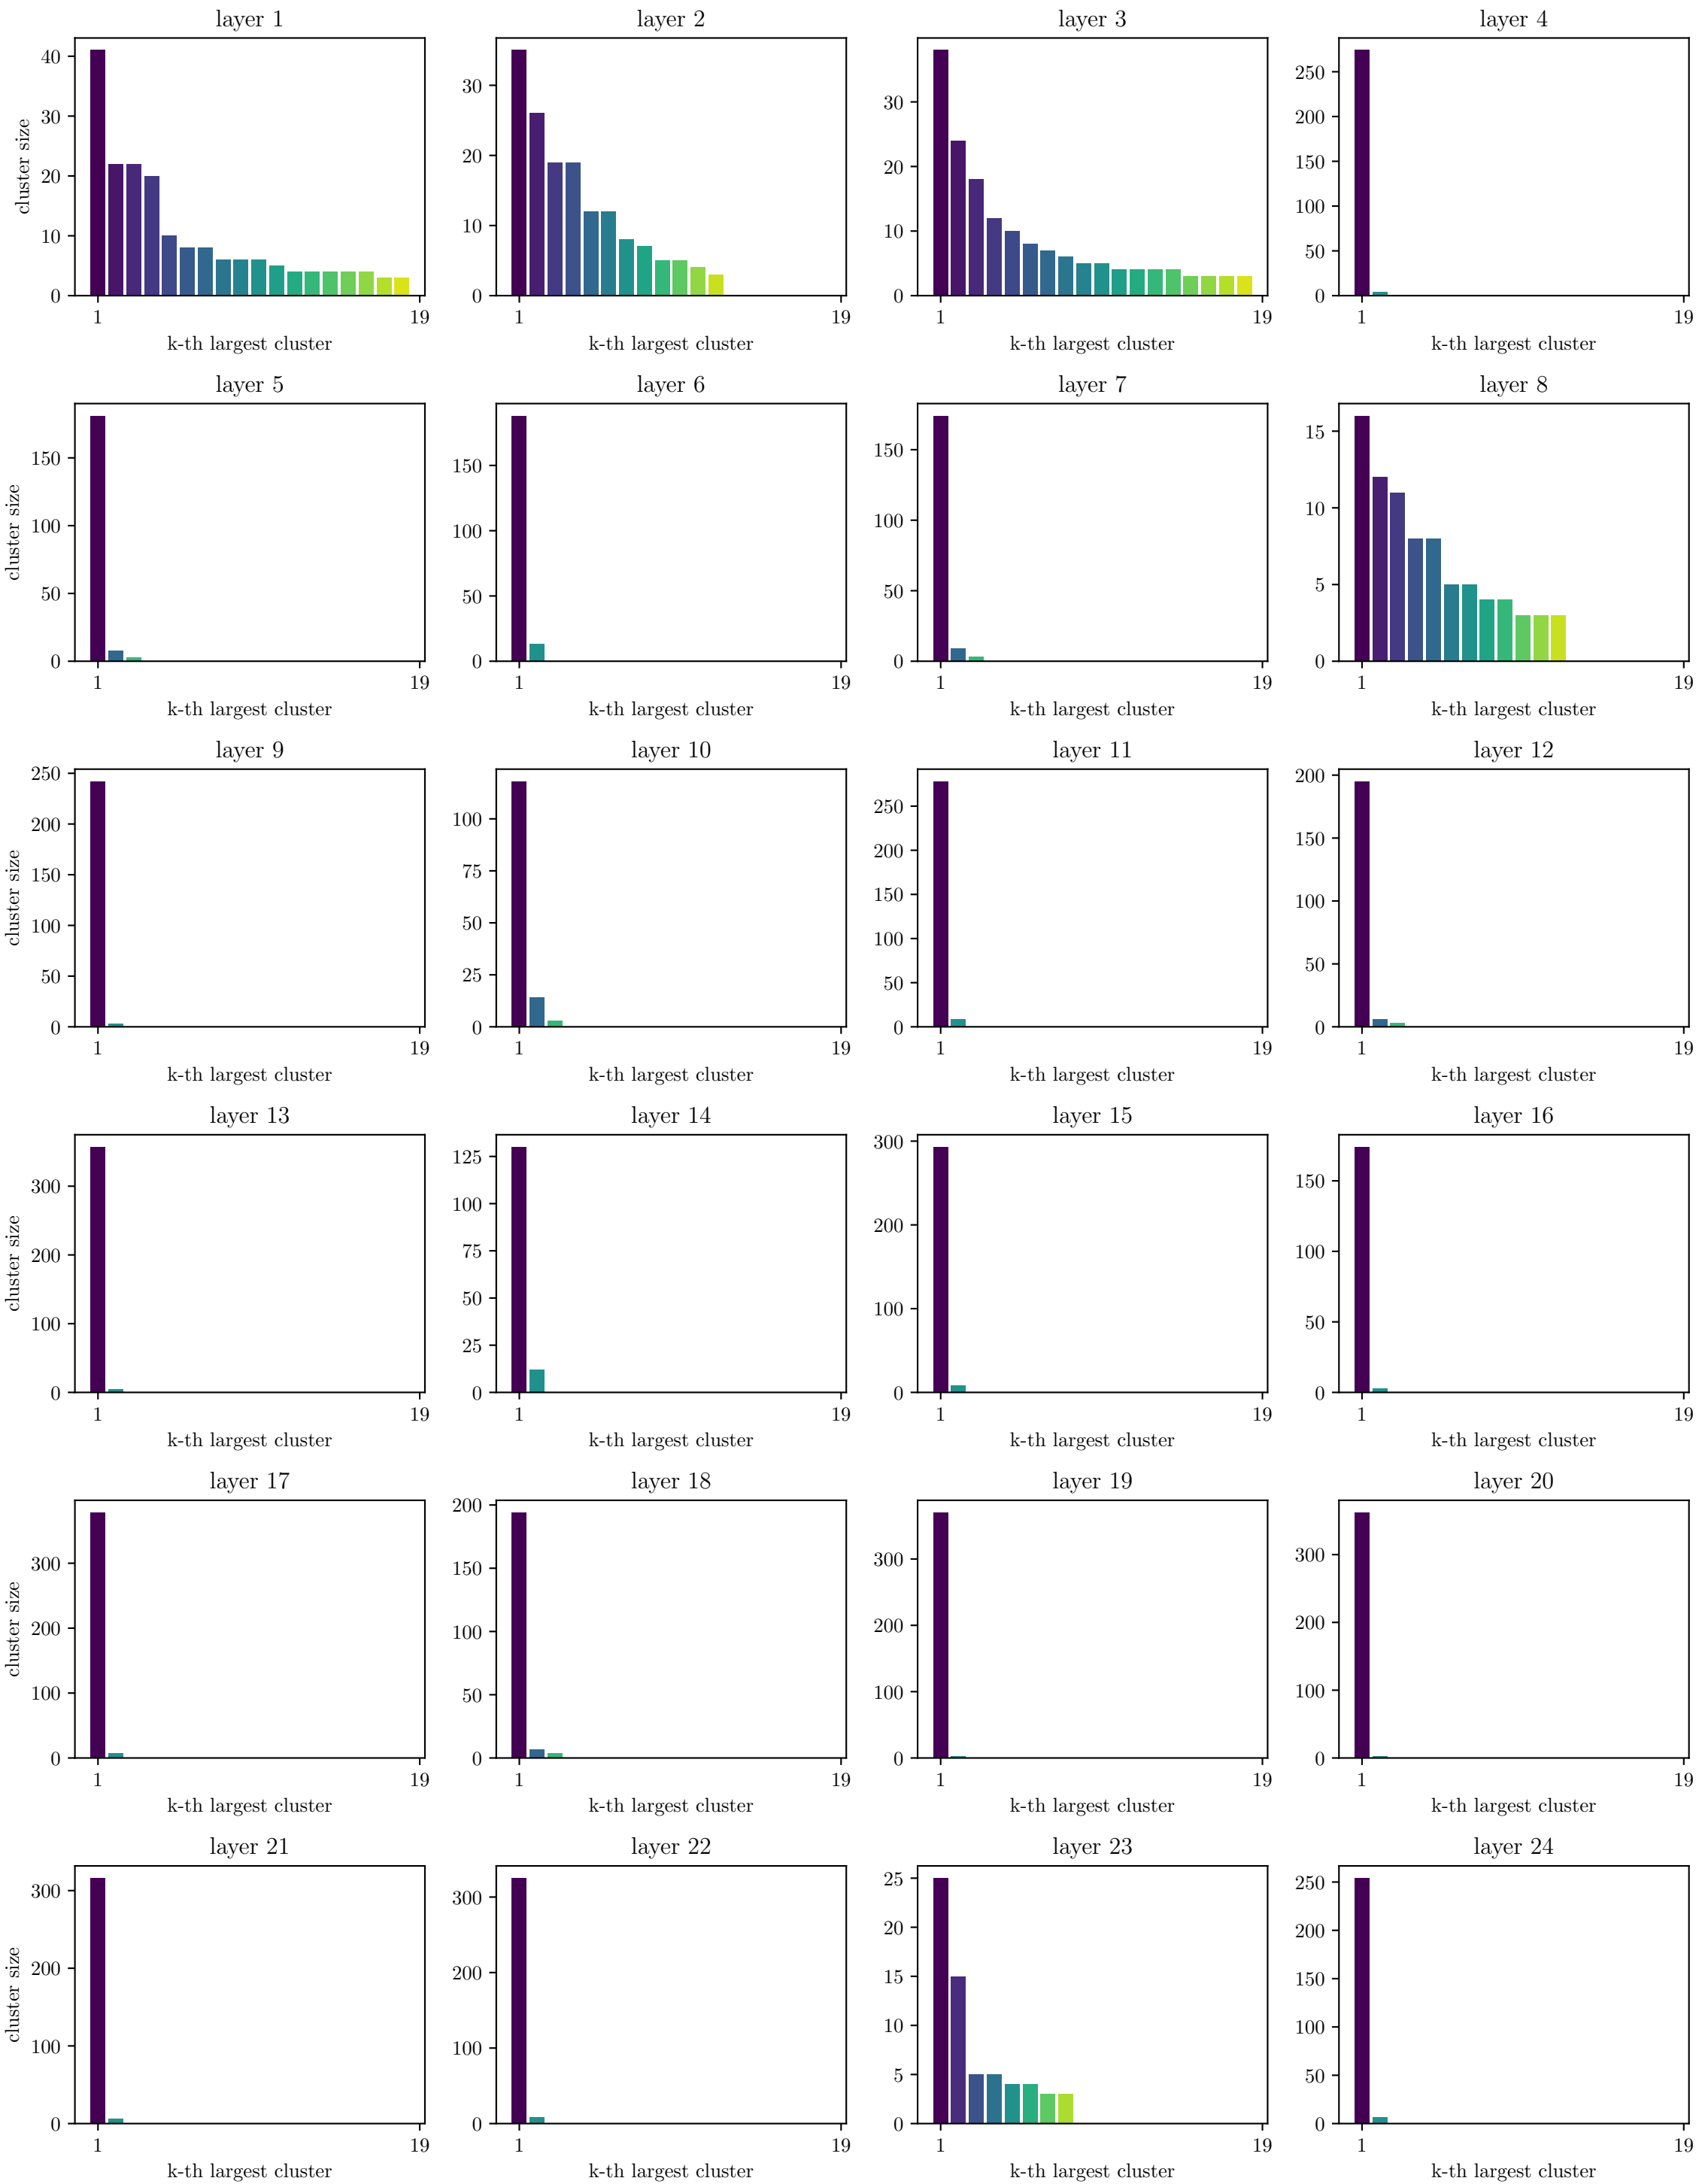 layer 1
layer 2
layer 3
layer 4
cluster size
40
30
20
10
0
30
20
10
0
30
20
10
0
250
200
150
100
50
0
1 19
1 19
1 19
1 19
k-th largest cluster
k-th largest cluster
k-th largest cluster
k-th largest cluster
layer 5
layer 6
layer 7
layer 8
cluster size
150
100
50
0
150
100
50
0
150
100
50
0
15
10
5
0
1 19
1 19
1 19
1 19
k-th largest cluster
k-th largest cluster
k-th largest cluster
k-th largest cluster
layer 9
layer 10
layer 11
layer 12
cluster size
250
200
150
100
50
0
100
75
50
25
0
250
200
150
100
50
0
200
150
100
50
0
1 19
1 19
1 19
1 19
k-th largest cluster
k-th largest cluster
k-th largest cluster
k-th largest cluster
layer 13
layer 14
layer 15
layer 16
cluster size
300
200
100
0
125
100
75
50
25
0
300
200
100
0
150
100
50
0
1 19
1 19
1 19
1 19
k-th largest cluster
k-th largest cluster
k-th largest cluster
k-th largest cluster
layer 17
layer 18
layer 19
layer 20
cluster size
300
200
100
0
200
150
100
50
0
300
200
100
0
300
200
100
0
1 19
1 19
1 19
1 19
k-th largest cluster
k-th largest cluster
k-th largest cluster
k-th largest cluster
layer 21
layer 22
layer 23
layer 24
cluster size
300
200
100
0
300
200
100
0
25
20
15
10
5
0
250
200
150
100
50
0
1 19
1 19
1 19
1 19
k-th largest cluster
k-th largest cluster
k-th largest cluster
k-th largest cluster